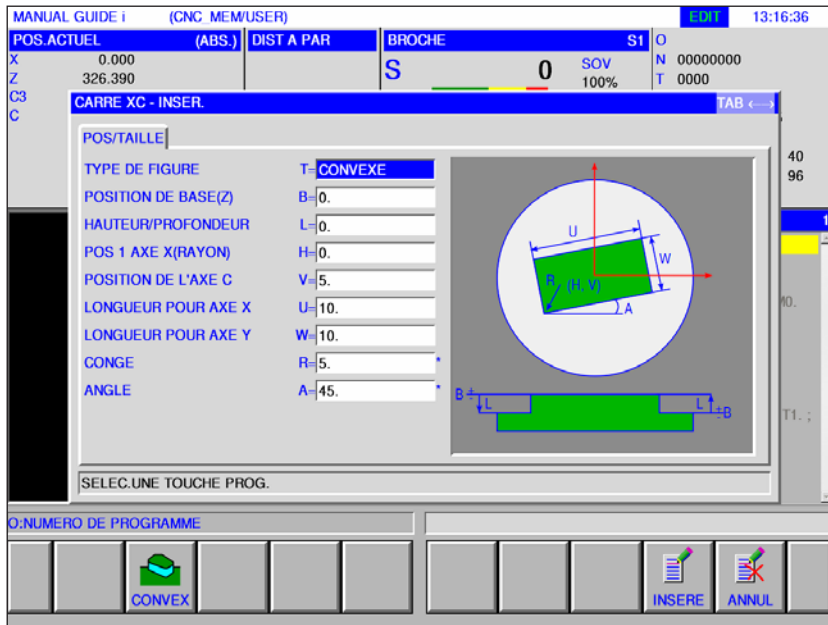 MANUAL GUIDE i (CNC_MEM/USER) EDIT 13:16:36
POS.ACTUEL (ABS.) DIST A PAR BROCHE S1 O
X 0.000 S 0 SOV N 00000000
Z 326.390 100% T 0000
C3
C
CARRE XC - INSER. TAB ←→
POS/TAILLE
TYPE DE FIGURE T=CONVEXE
POSITION DE BASE(Z) B=0.
HAUTEUR/PROFONDEUR L=0.
POS 1 AXE X(RAYON) H=0.
POSITION DE L'AXE C V=5.
LONGUEUR POUR AXE X U=10.
LONGUEUR POUR AXE Y W=10.
CONGE R=5. *
ANGLE A=45. *
U
W
R (H, V)
A
B ± L L ±B
40
96
1
M0.
T1. ;
SELEC.UNE TOUCHE PROG.
O:NUMERO DE PROGRAMME
CONVEX INSERE ANNUL